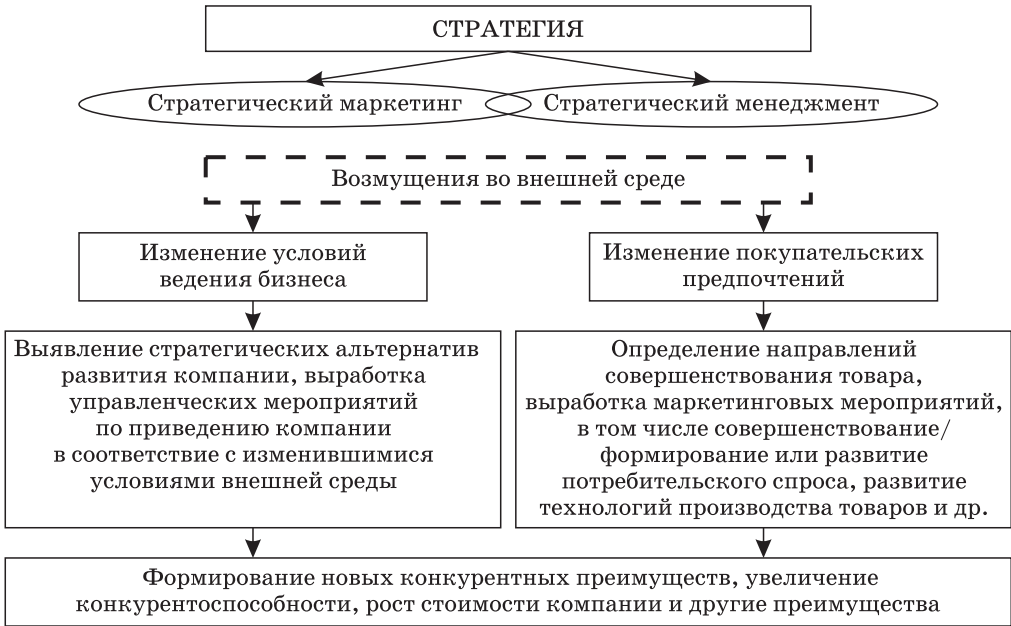 СТРАТЕГИЯ
Стратегический маркетинг
Стратегический менеджмент
Возмущения во внешней среде
Изменение условий
ведения бизнеса
Изменение покупательских
предпочтений
Выявление стратегических альтернатив
развития компании, выработка
управленческих мероприятий
по приведению компании
в соответствие с изменившимися
условиями внешней среды
Определение направлений
совершенствования товара,
выработка маркетинговых мероприятий,
в том числе совершенствование/
формирование или развитие
потребительского спроса, развитие
технологий производства товаров и др.
Формирование новых конкурентных преимуществ, увеличение
конкурентоспособности, рост стоимости компании и другие преимущества